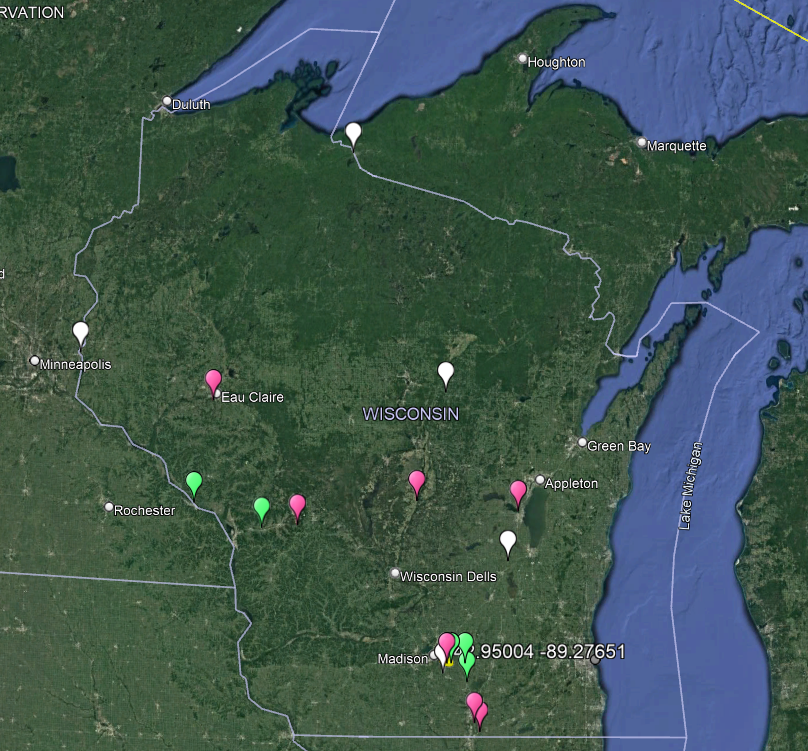 RVATION
Houghton
Duluth
Marquette
d
Minneapolis
Eau Claire
WISCONSIN
Green Bay
Lake Michigan
Appleton
Rochester
Wisconsin Dells
Madison
.95004 -89.27651